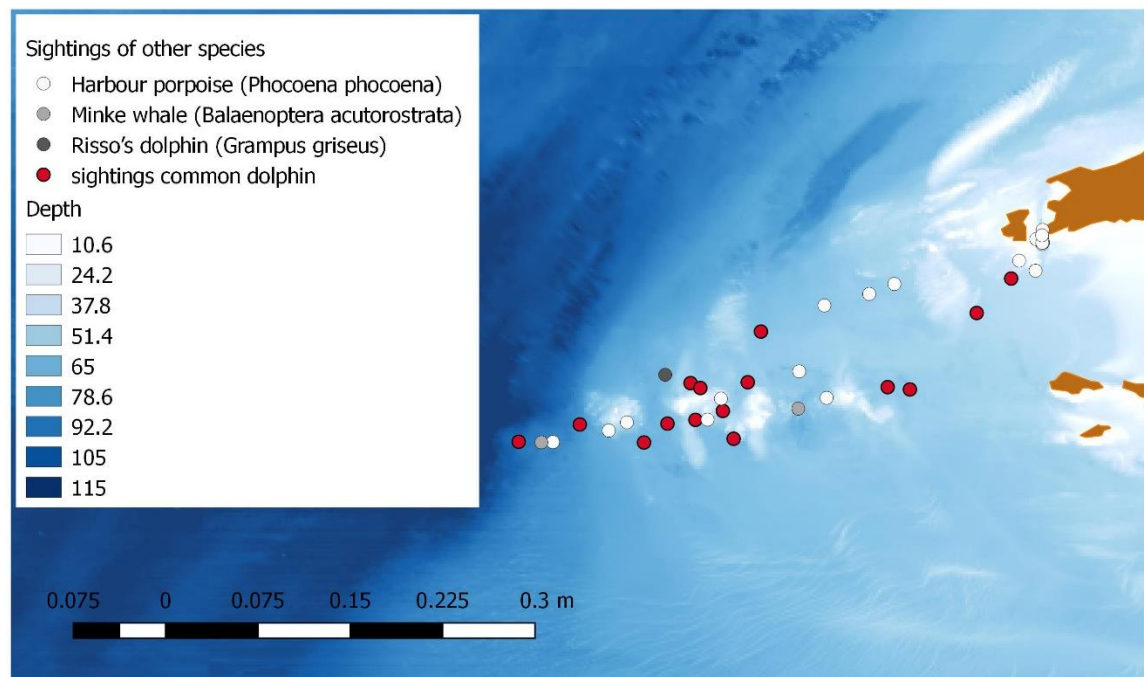 Sightings of other species
Harbour porpoise (Phocoena phocoena)
Minke whale (Balaenoptera acutorostrata)
Risso's dolphin (Grampus griseus)
sightings common dolphin
Depth
10.6
24.2
37.8
51.4
65
78.6
92.2
105
115
0.075 0 0.075 0.15 0.225 0.3 m